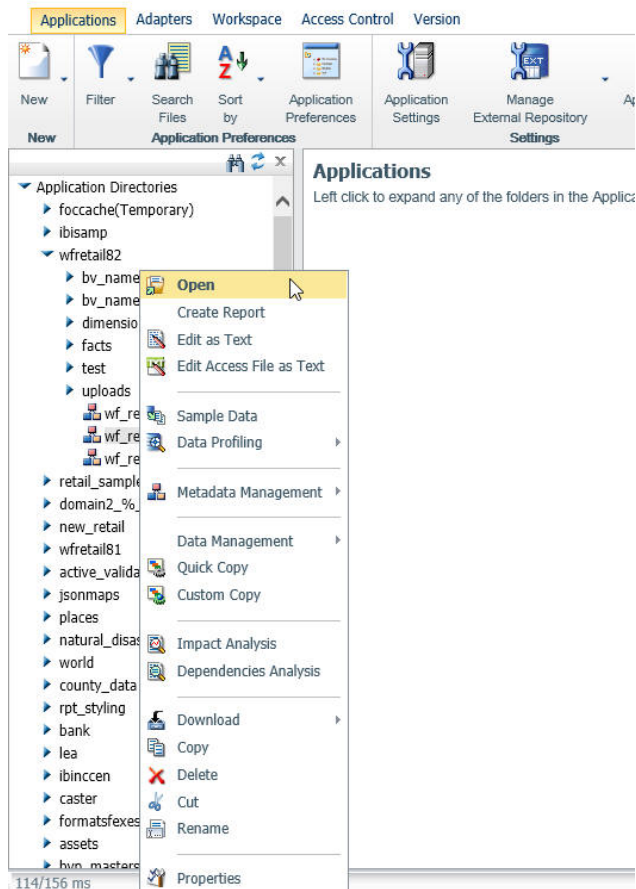 Applications Adapters Workspace Access Control Version
New Filter Search Files Sort by Application Preferences Application Settings Manage External Repository
EXT
New Application Preferences Settings
Applications
Left click to expand any of the folders in the Applica
Application Directories
foccache(Temporary)
ibisamp
wfretail82
bv_name
bv_name
dimensio
facts
test
uploads
wf_re
wf_re
wf_re
retail_sample
domain2_%_
new_retail
wfretail81
active_valida
jsonmaps
places
natural_disas
world
county_data
rpt_styling
bank
lea
ibinccen
caster
formatsfexes
assets
Open
Create Report
Edit as Text
Edit Access File as Text
Sample Data
Data Profiling
Metadata Management
Data Management
Quick Copy
Custom Copy
Impact Analysis
Dependencies Analysis
Download
Copy
Delete
Cut
Rename
Properties
114/156 ms